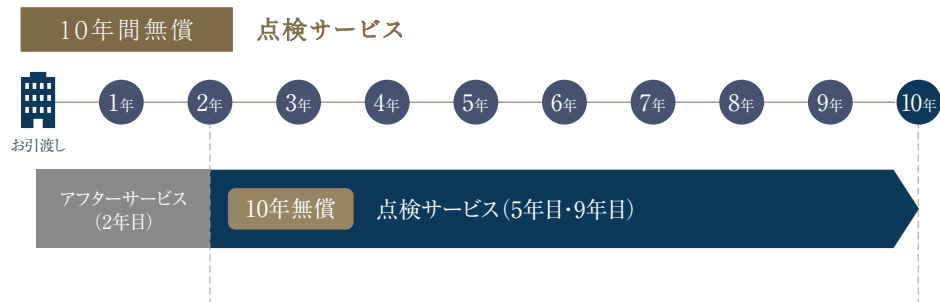 10年間無償 点検サービス
1年 2年 3年 4年 5年 6年 7年 8年 9年 10年
お引渡し
アフターサービス
(2年目)
10年無償 点検サービス(5年目・9年目)